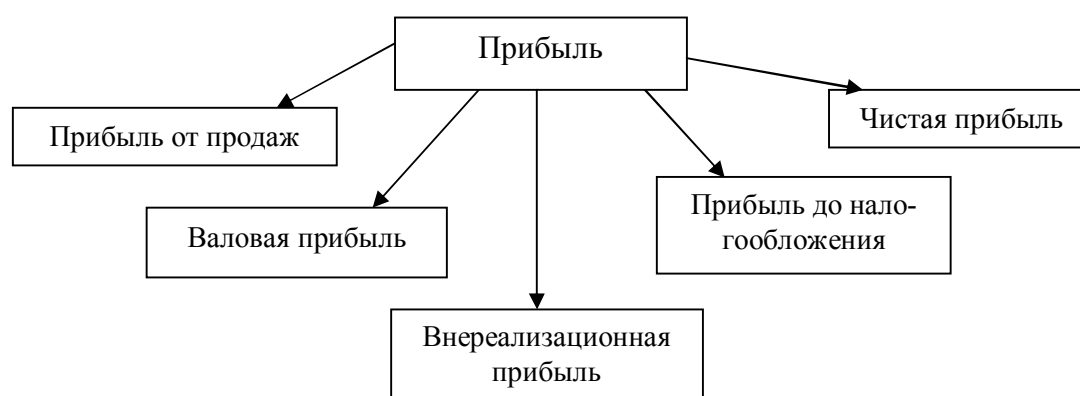 Прибыль
Прибыль от продаж
Чистая прибыль
Валовая прибыль
Прибыль до нало-
гообложения
Внереализационная
прибыль